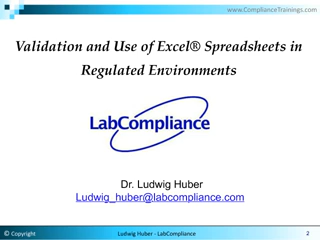 www.ComplianceTrainings.com
Validation and Use of Excel® Spreadsheets in
Regulated Environments
LabCompliance
Dr. Ludwig Huber
Ludwig_huber@labcompliance.com
© Copyright
Ludwig Huber - LabCompliance
2